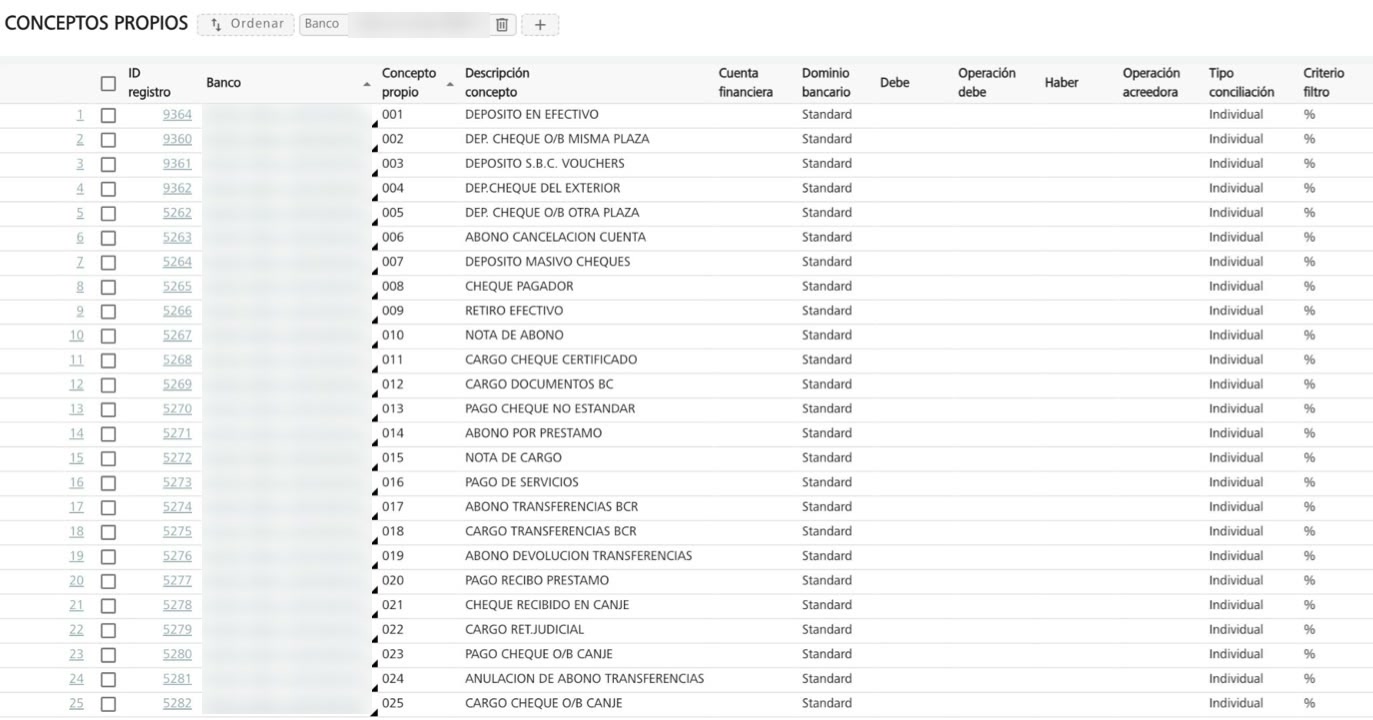 CONCEPTOS PROPIOS Ordenar Banco +
ID registro Banco Concepto propio Descripción concepto Cuenta financiera Dominio bancario Debe Operación debe Haber Operación acreedora Tipo conciliación Criterio filtro
1 9364 001 DEPOSITO EN EFECTIVO Standard Individual %
2 9360 002 DEP. CHEQUE O/B MISMA PLAZA Standard Individual %
3 9361 003 DEPOSITO S.B.C. VOUCHERS Standard Individual %
4 9362 004 DEP.CHEQUE DEL EXTERIOR Standard Individual %
5 5262 005 DEP. CHEQUE O/B OTRA PLAZA Standard Individual %
6 5263 006 ABONO CANCELACION CUENTA Standard Individual %
7 5264 007 DEPOSITO MASIVO CHEQUES Standard Individual %
8 5265 008 CHEQUE PAGADOR Standard Individual %
9 5266 009 RETIRO EFECTIVO Standard Individual %
10 5267 010 NOTA DE ABONO Standard Individual %
11 5268 011 CARGO CHEQUE CERTIFICADO Standard Individual %
12 5269 012 CARGO DOCUMENTOS BC Standard Individual %
13 5270 013 PAGO CHEQUE NO ESTANDAR Standard Individual %
14 5271 014 ABONO POR PRESTAMO Standard Individual %
15 5272 015 NOTA DE CARGO Standard Individual %
16 5273 016 PAGO DE SERVICIOS Standard Individual %
17 5274 017 ABONO TRANSFERENCIAS BCR Standard Individual %
18 5275 018 CARGO TRANSFERENCIAS BCR Standard Individual %
19 5276 019 ABONO DEVOLUCION TRANSFERENCIAS Standard Individual %
20 5277 020 PAGO RECIBO PRESTAMO Standard Individual %
21 5278 021 CHEQUE RECIBIDO EN CANJE Standard Individual %
22 5279 022 CARGO RET.JUDICIAL Standard Individual %
23 5280 023 PAGO CHEQUE O/B CANJE Standard Individual %
24 5281 024 ANULACION DE ABONO TRANSFERENCIAS Standard Individual %
25 5282 025 CARGO CHEQUE O/B CANJE Standard Individual %